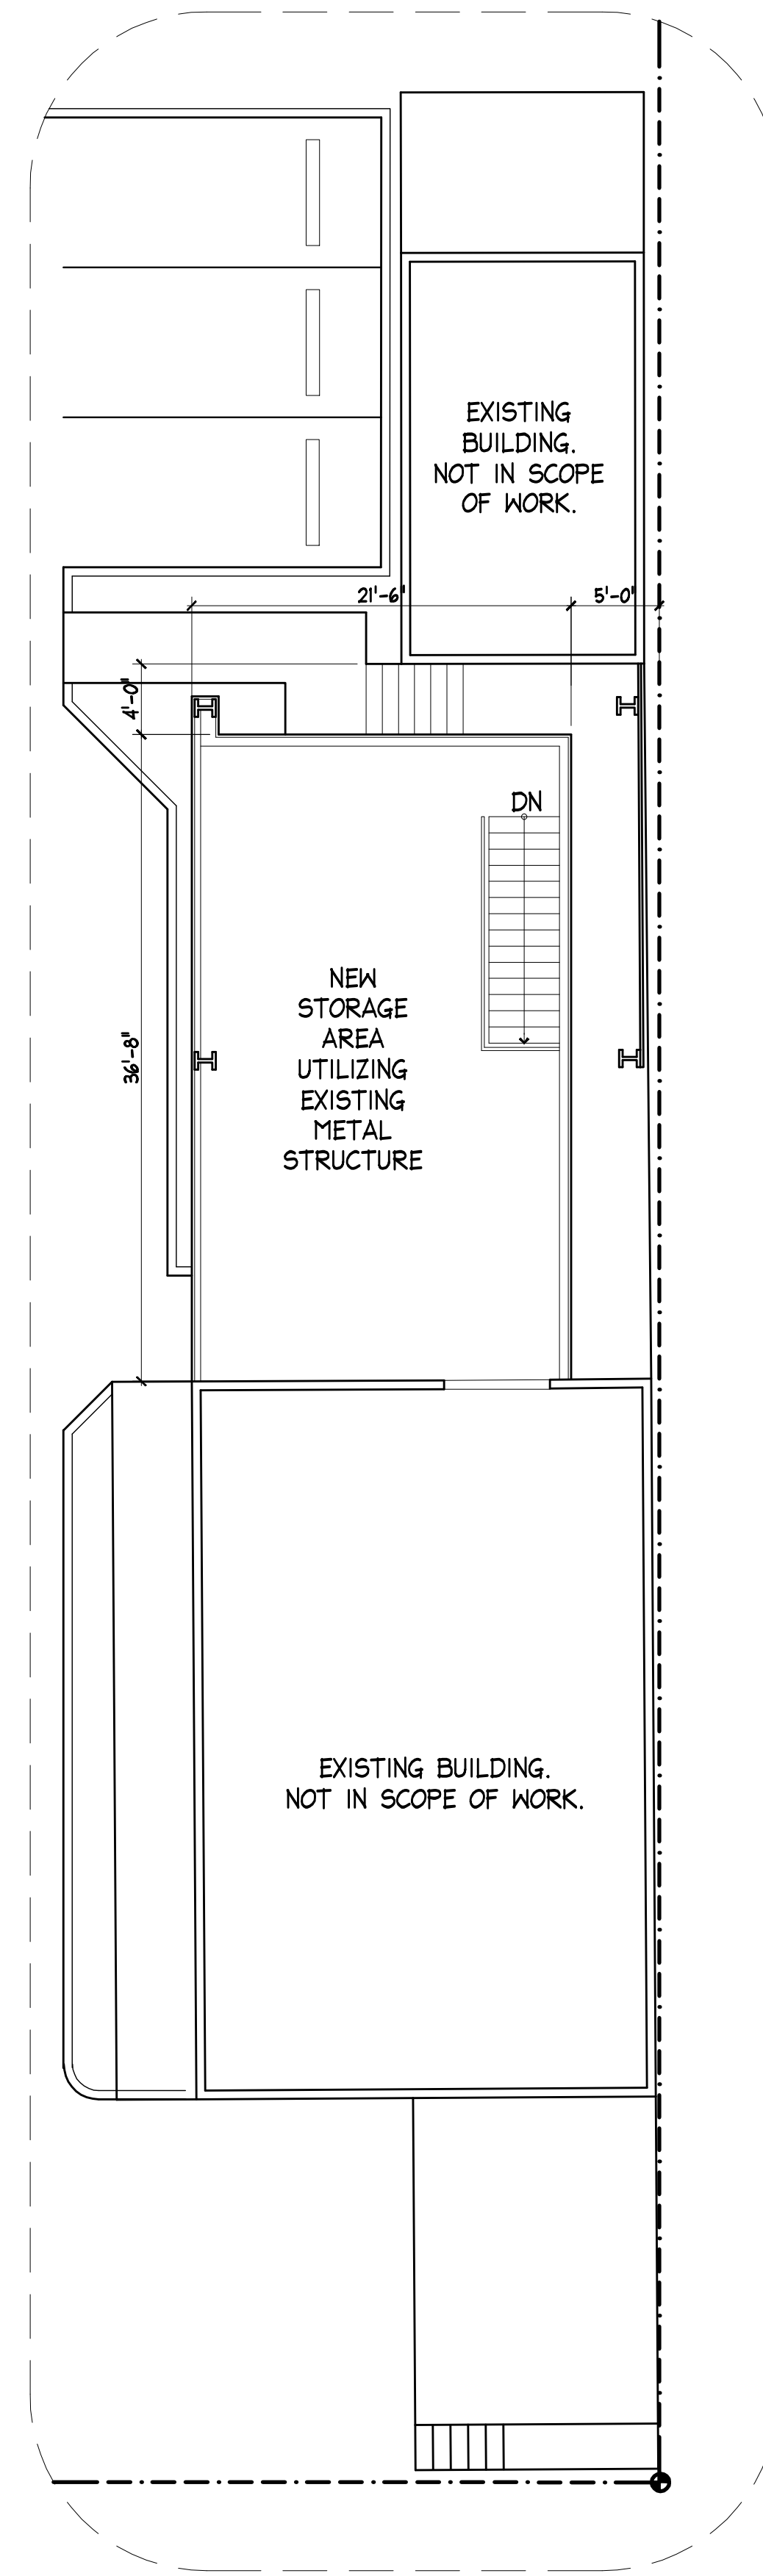 EXISTING
BUILDING.
NOT IN SCOPE
OF WORK.
21'-6"
5'-0"
4'-0"
DN
NEW
STORAGE
AREA
UTILIZING
EXISTING
METAL
STRUCTURE
36'-8"
EXISTING BUILDING.
NOT IN SCOPE OF WORK.